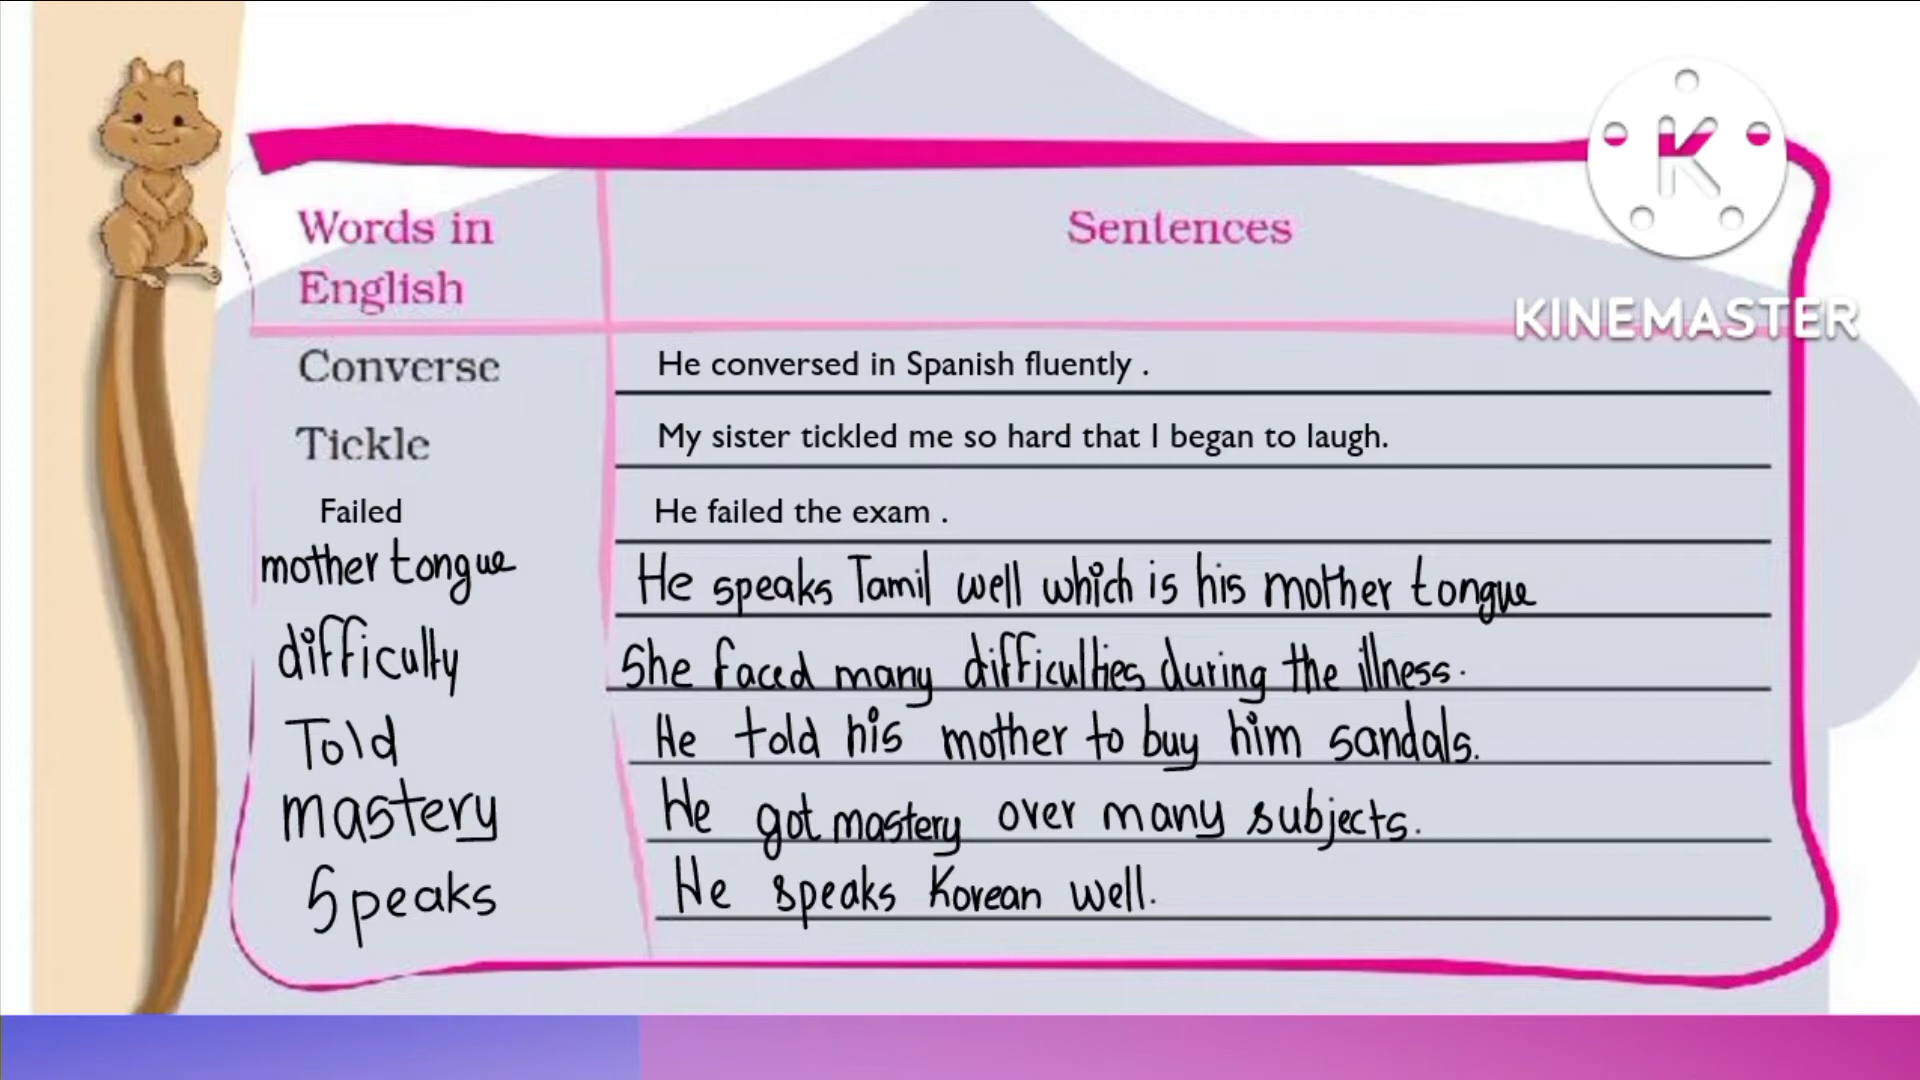 KINEMASTER
Words in English
Sentences
Converse He conversed in Spanish fluently .
Tickle My sister tickled me so hard that I began to laugh.
Failed He failed the exam .
mother tongue He speaks Tamil well which is his mother tongue
difficulty She faced many difficulties during the illness.
Told He told his mother to buy him sandals.
mastery He got mastery over many subjects.
Speaks He speaks Korean well.